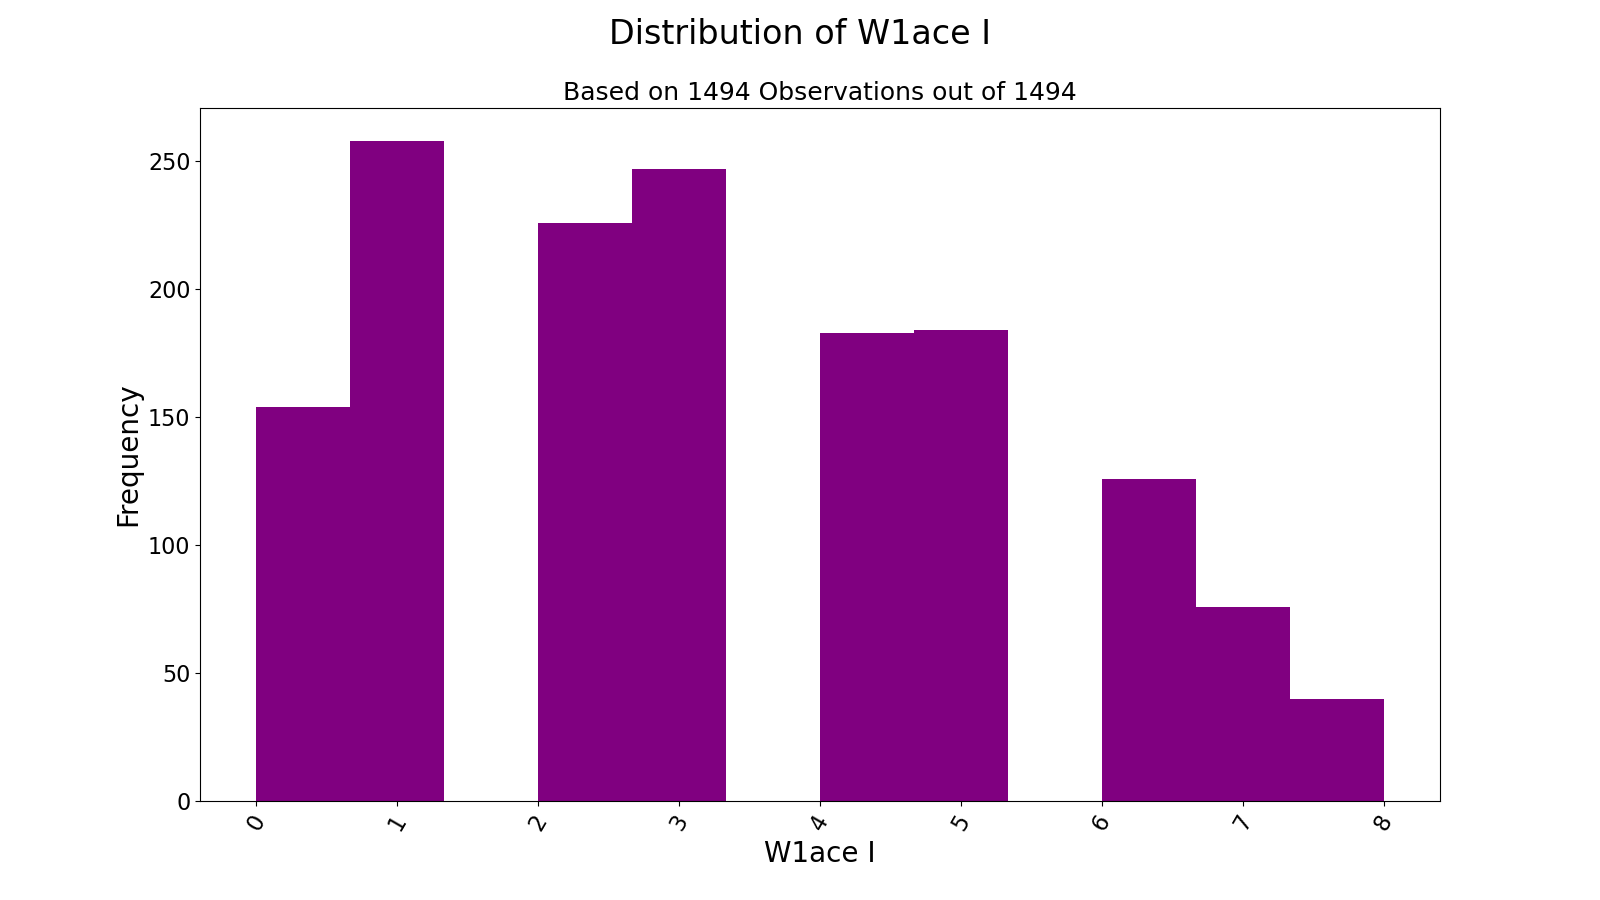 Distribution of W1ace I
Based on 1494 Observations out of 1494
250
200
150
100
50
0
Frequency
0 1 2 3 4 5 6 7 8
W1ace I